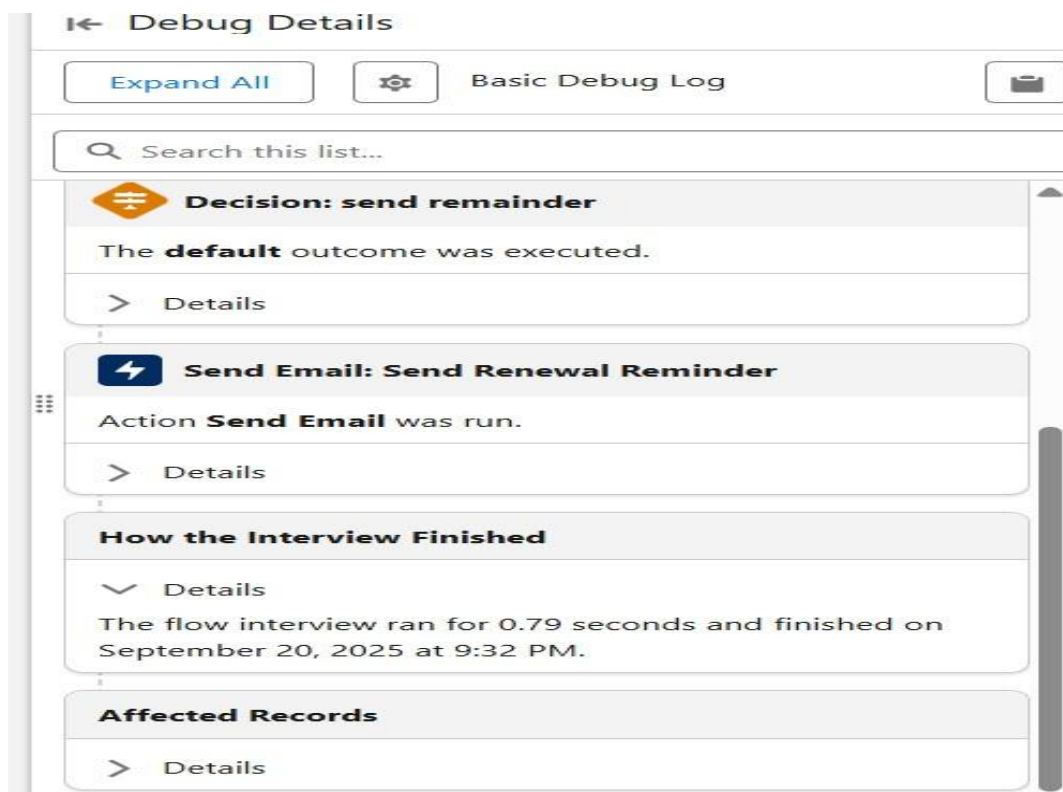 Debug Details
Expand All
Basic Debug Log
Search this list...
Decision: send remainder
The default outcome was executed.
Details
Send Email: Send Renewal Reminder
Action Send Email was run.
Details
How the Interview Finished
Details
The flow interview ran for 0.79 seconds and finished on
September 20, 2025 at 9:32 PM.
Affected Records
Details